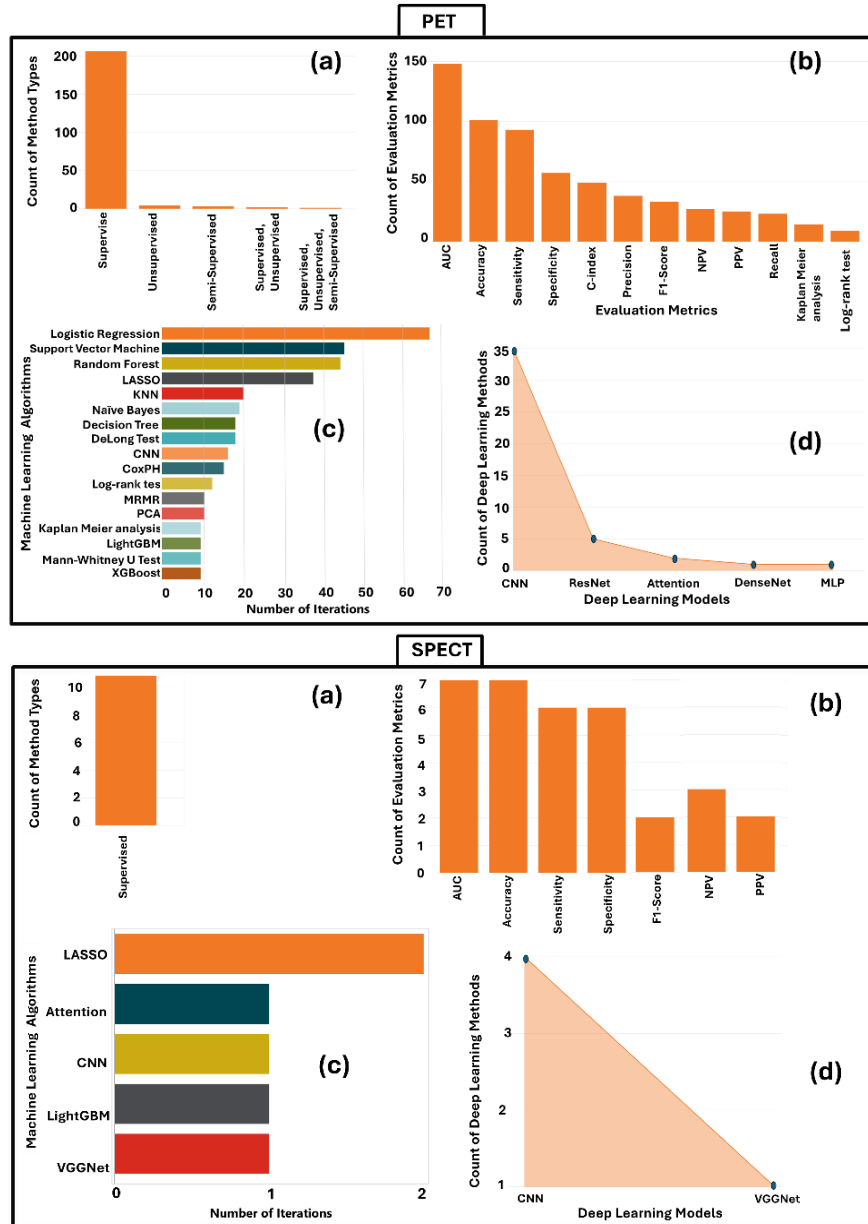 PET
(a)
Count of Method Types
200
150
100
50
0
Supervise
Unsupervised
Semi-Supervised
Supervised,
Unsupervised
Supervised,
Unsupervised,
Semi-Supervised
(b)
Count of Evaluation Metrics
150
100
50
0
AUC
Accuracy
Sensitivity
Specificity
C-index
Precision
F1-Score
NPV
PPV
Recall
Kaplan Meier
analysis
Log-rank test
Evaluation Metrics
(c)
Machine Learning Algorithms
Logistic Regression
Support Vector Machine
Random Forest
LASSO
KNN
Naïve Bayes
Decision Tree
DeLong Test
CNN
CoxPH
Log-rank tes
MRMR
PCA
Kaplan Meier analysis
LightGBM
Mann-Whitney U Test
XGBoost
0 10 20 30 40 50 60 70
Number of Iterations
(d)
Count of Deep Learning Methods
35
30
25
20
15
10
5
0
CNN ResNet Attention DenseNet MLP
Deep Learning Models
SPECT
(a)
Count of Method Types
10
8
6
4
2
0
Supervised
(b)
Count of Evaluation Metrics
7
6
5
4
3
2
1
0
AUC
Accuracy
Sensitivity
Specificity
F1-Score
NPV
PPV
(c)
Machine Learning Algorithms
LASSO
Attention
CNN
LightGBM
VGGNet
0 1 2
Number of Iterations
(d)
Count of Deep Learning Methods
4
3
2
1
CNN VGGNet
Deep Learning Models